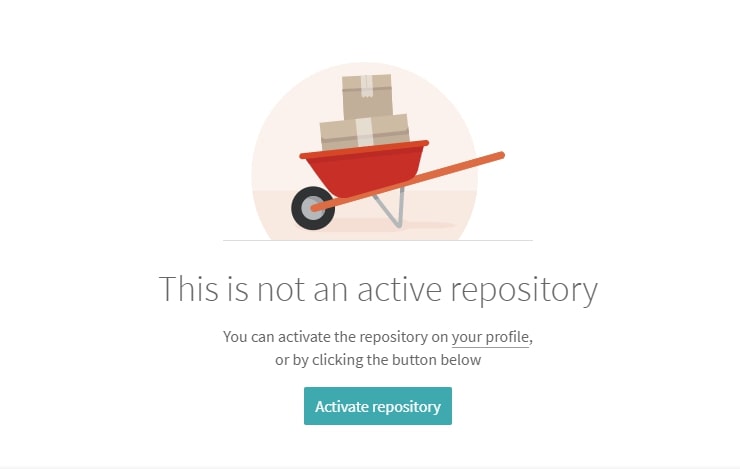 This is not an active repository
You can activate the repository on your profile,
or by clicking the button below
Activate repository